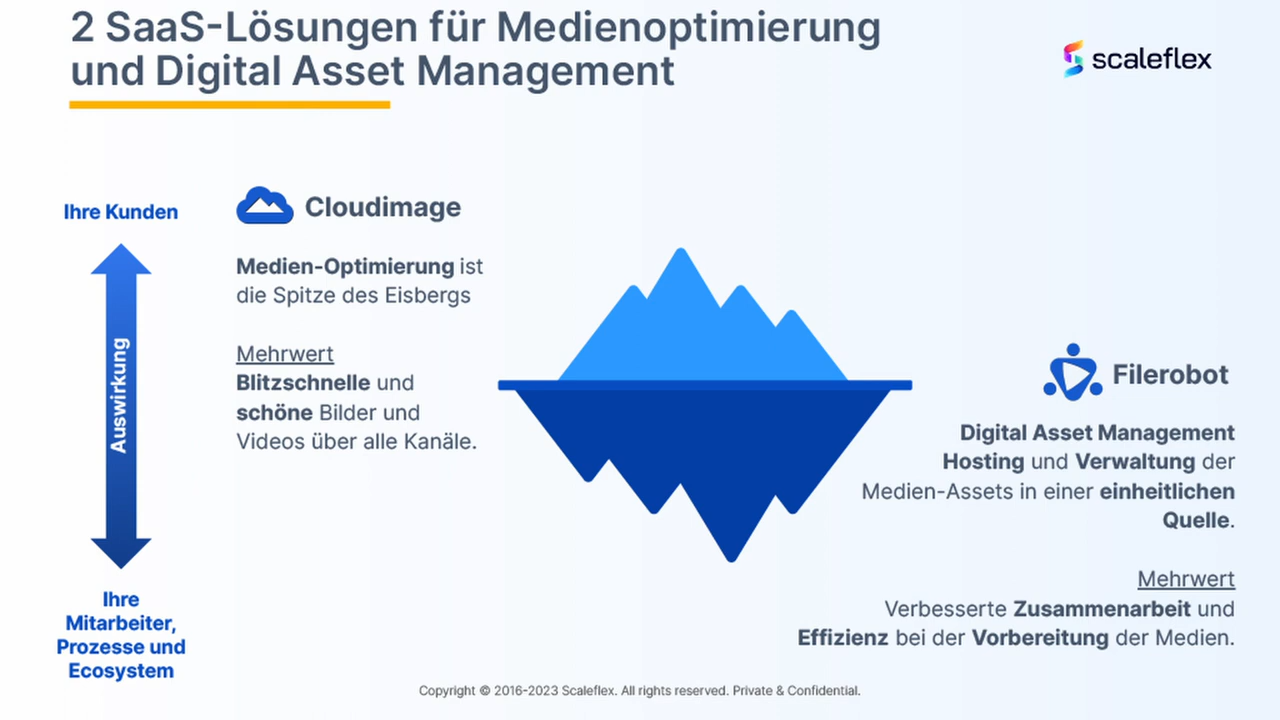 2 SaaS-Lösungen für Medienoptimierung
und Digital Asset Management
scaleflex
Ihre Kunden
Auswirkung
Ihre
Mitarbeiter,
Prozesse und
Ecosystem
Cloudimage
Medien-Optimierung ist
die Spitze des Eisbergs
Mehrwert
Blitzschnelle und
schöne Bilder und
Videos über alle Kanäle.
Filerobot
Digital Asset Management
Hosting und Verwaltung der
Medien-Assets in einer einheitlichen
Quelle.
Mehrwert
Verbesserte Zusammenarbeit und
Effizienz bei der Vorbereitung der Medien.
Copyright © 2016-2023 Scaleflex. All rights reserved. Private & Confidential.